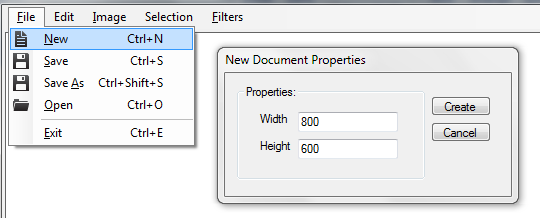 File Edit Image Selection Filters
New Ctrl+N
Save Ctrl+S
Save As Ctrl+Shift+S
Open Ctrl+O
Exit Ctrl+E
New Document Properties
Properties:
Width 800
Height 600
Create
Cancel